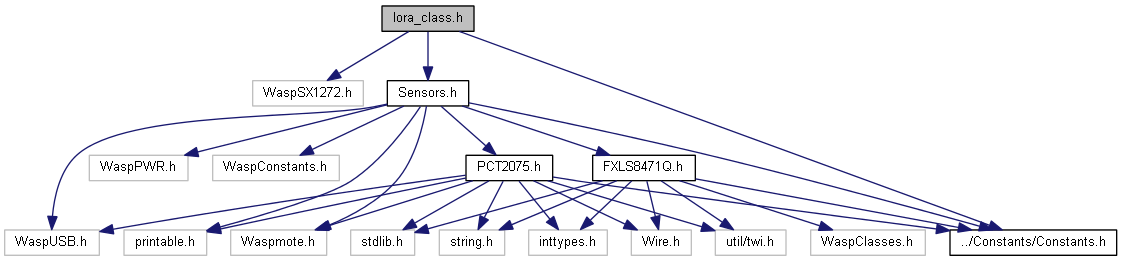 lora_class.h
WaspSX1272.h
Sensors.h
WaspPWR.h
WaspConstants.h
PCT2075.h
FXLS8471Q.h
WaspUSB.h
printable.h
Waspmote.h
stdlib.h
string.h
inttypes.h
Wire.h
util/twi.h
WaspClasses.h
../Constants/Constants.h